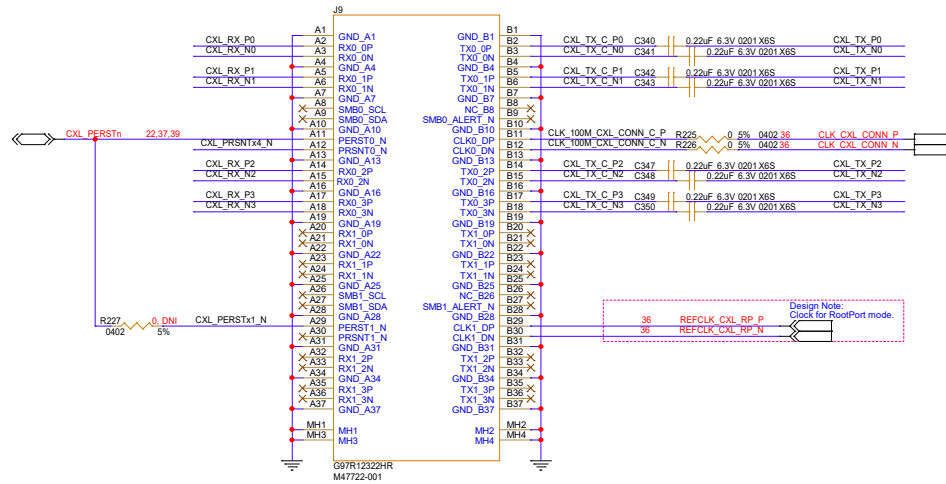 J9
A1 GND_A1 GND_B1 B1
CXL_RX_P0 A2 RX0_0P TX0_0P B2 CXL_TX_C_P0 C340 0.22uF 6.3V 0201 X6S CXL_TX_P0
CXL_RX_N0 A3 RX0_0N TX0_0N B3 CXL_TX_C_N0 C341 0.22uF 6.3V 0201 X6S CXL_TX_N0
A4 GND_A4 GND_B4 B4
CXL_RX_P1 A5 RX0_1P TX0_1P B5 CXL_TX_C_P1 C342 0.22uF 6.3V 0201 X6S CXL_TX_P1
CXL_RX_N1 A6 RX0_1N TX0_1N B6 CXL_TX_C_N1 C343 0.22uF 6.3V 0201 X6S CXL_TX_N1
A7 GND_A7 GND_B7 B7
A8 SMB0_SCL NC_B8 B8
A9 SMB0_SDA SMB0_ALERT_N B9
A10 GND_A10 GND_B10 B10
CXL_PERSTn 22,37,39 A11 PERST0_N CLK0_DP B11 CLK_100M_CXL_CONN_C_P R225 0 5% 0402 36 CLK_CXL_CONN_P
CXL_PRSNTx4_N A12 PRSNT0_N CLK0_DN B12 CLK_100M_CXL_CONN_C_N R226 0 5% 0402 36 CLK_CXL_CONN_N
A13 GND_A13 GND_B13 B13
CXL_RX_P2 A14 RX0_2P TX0_2P B14 CXL_TX_C_P2 C347 0.22uF 6.3V 0201 X6S CXL_TX_P2
CXL_RX_N2 A15 RX0_2N TX0_2N B15 CXL_TX_C_N2 C348 0.22uF 6.3V 0201 X6S CXL_TX_N2
A16 GND_A16 GND_B16 B16
CXL_RX_P3 A17 RX0_3P TX0_3P B17 CXL_TX_C_P3 C349 0.22uF 6.3V 0201 X6S CXL_TX_P3
CXL_RX_N3 A18 RX0_3N TX0_3N B18 CXL_TX_C_N3 C350 0.22uF 6.3V 0201 X6S CXL_TX_N3
A19 GND_A19 GND_B19 B19
A20 RX1_0P TX1_0P B20
A21 RX1_0N TX1_0N B21
A22 GND_A22 GND_B22 B22
A23 RX1_1P TX1_1P B23
A24 RX1_1N TX1_1N B24
A25 GND_A25 GND_B25 B25
A26 SMB1_SCL NC_B26 B26
A27 SMB1_SDA SMB1_ALERT_N B27
A28 GND_A28 GND_B28 B28
Design Note:
Clock for RootPort mode.
R227 0, DNI CXL_PERSTx1_N A29 PERST1_N CLK1_DP B29 36 REFCLK_CXL_RP_P
0402 5% A30 PRSNT1_N CLK1_DN B30 36 REFCLK_CXL_RP_N
A31 GND_A31 GND_B31 B31
A32 RX1_2P TX1_2P B32
A33 RX1_2N TX1_2N B33
A34 GND_A34 GND_B34 B34
A35 RX1_3P TX1_3P B35
A36 RX1_3N TX1_3N B36
A37 GND_A37 GND_B37 B37
MH1 MH1 MH2 MH2
MH3 MH3 MH4 MH4
G97R12322HR
M47722-001